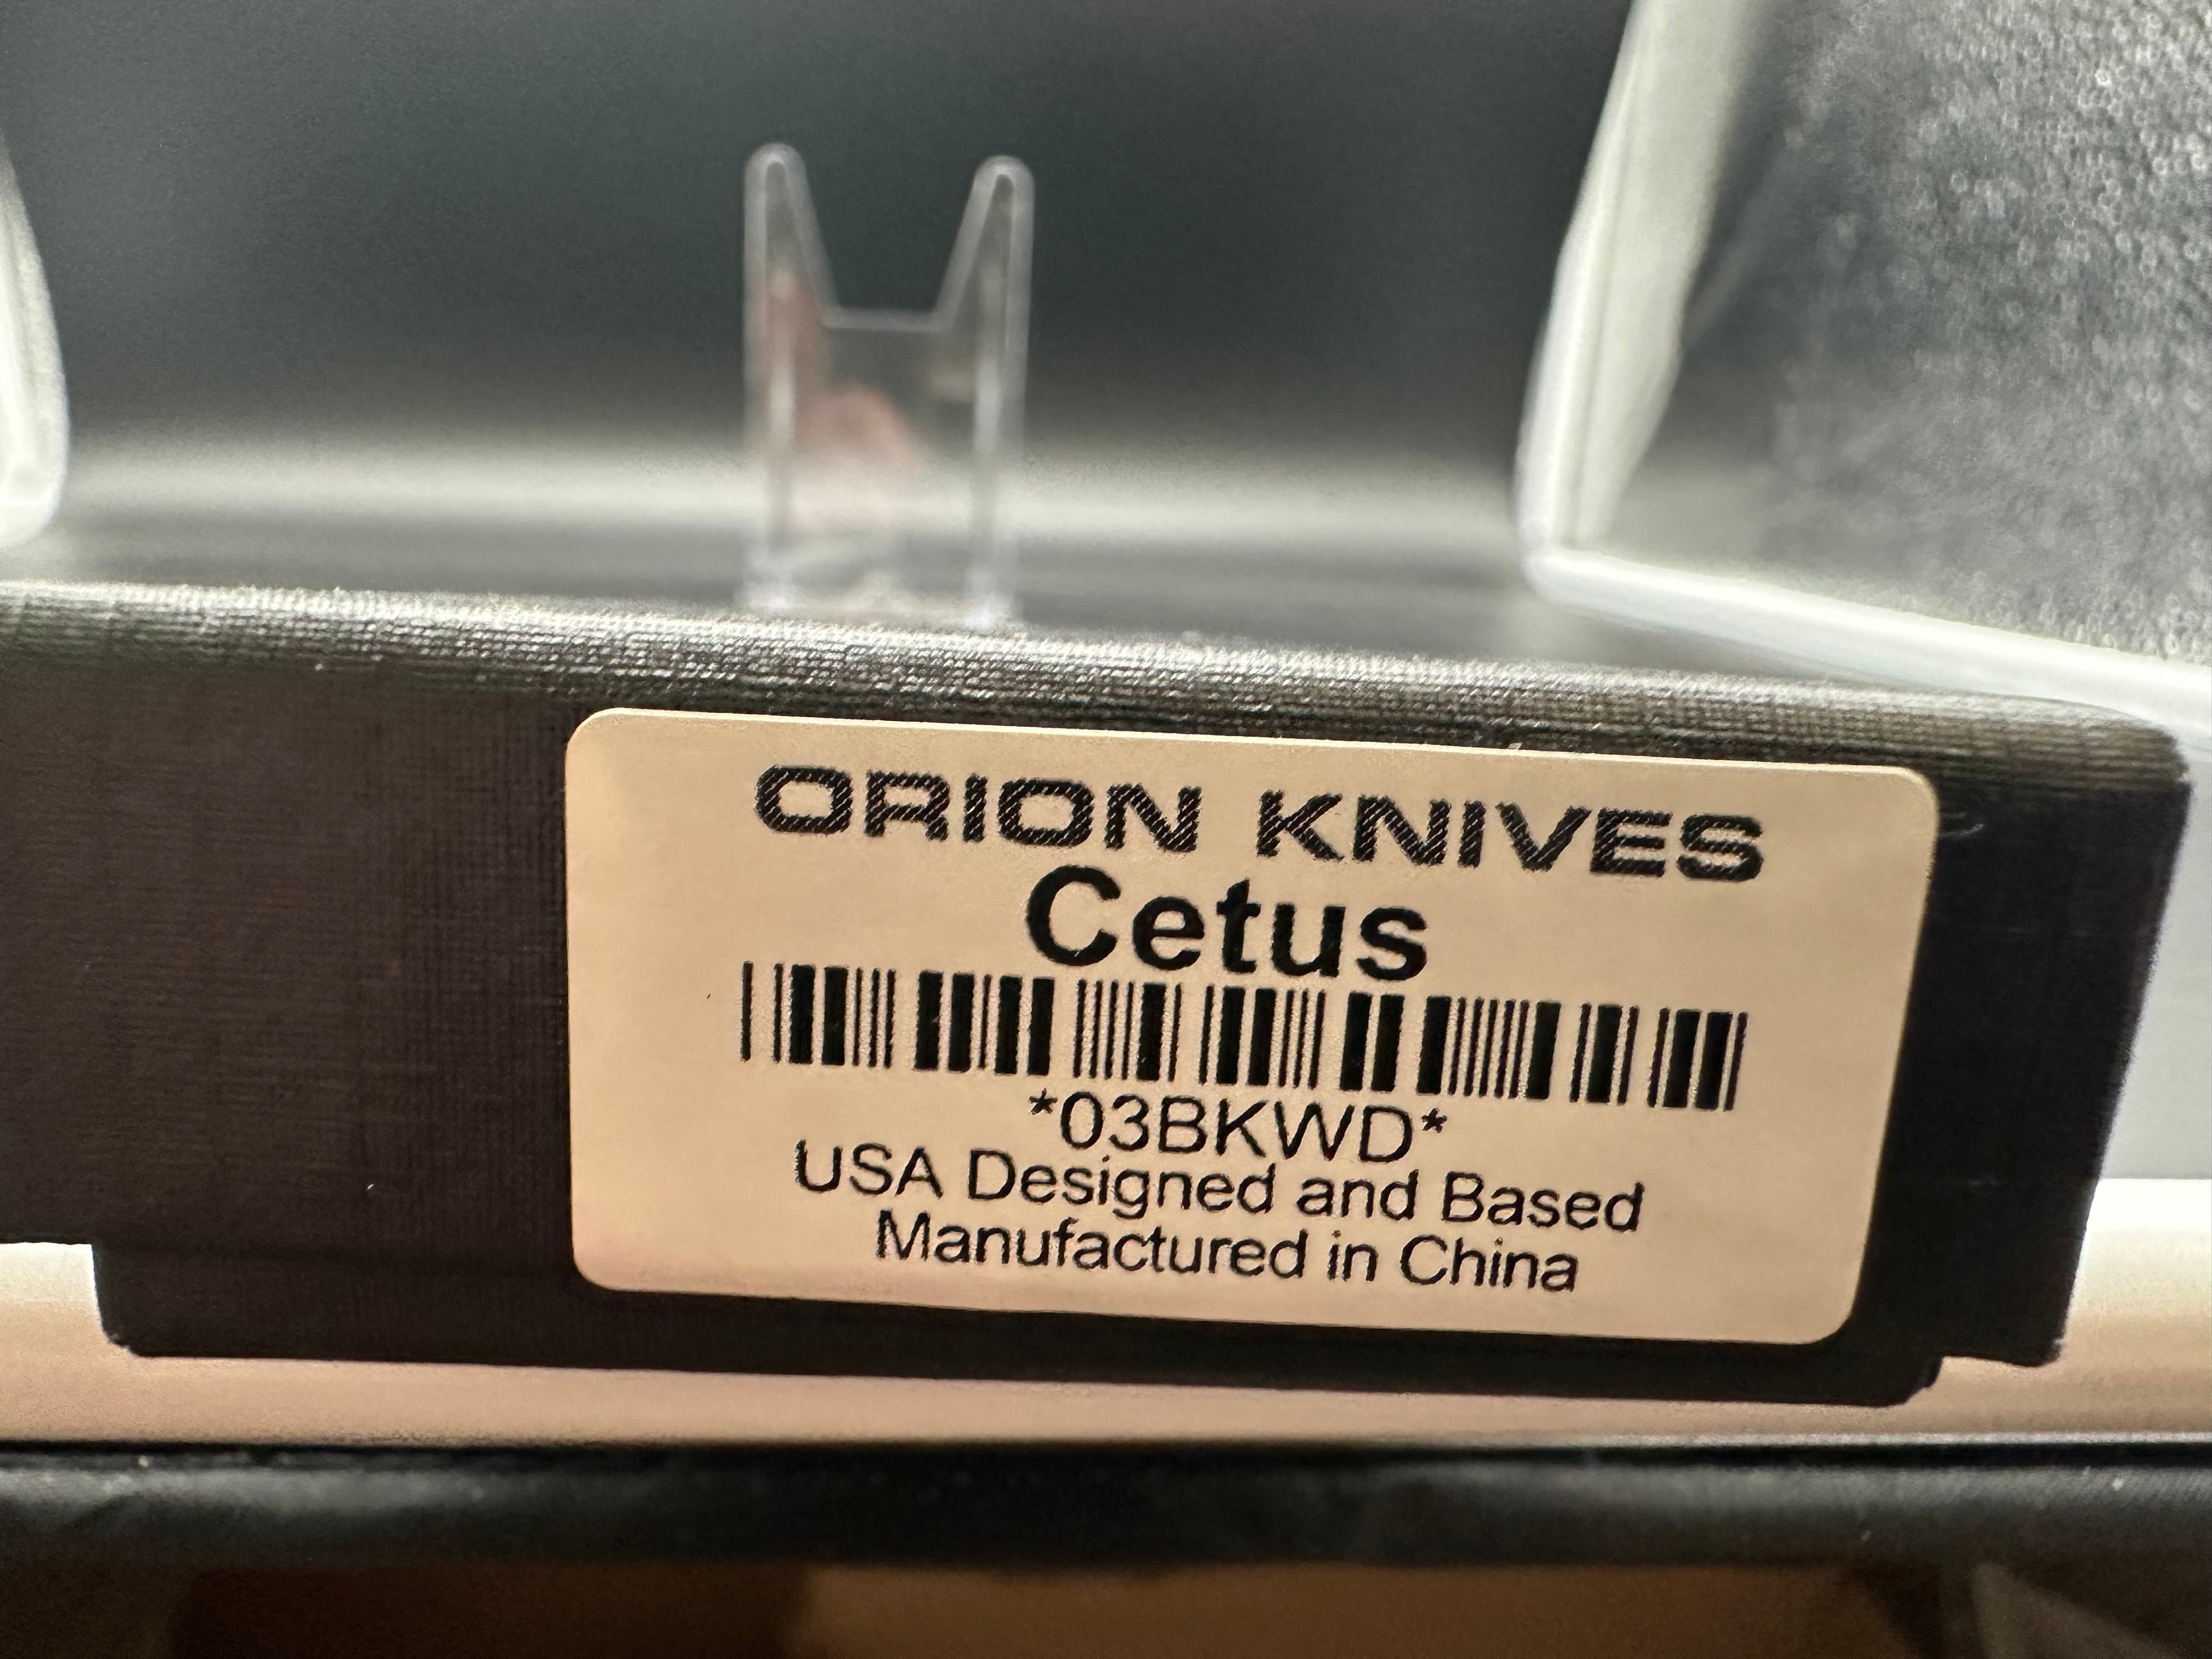 ORION KNIVES
Cetus
*03BKWD*
USA Designed and Based
Manufactured in China